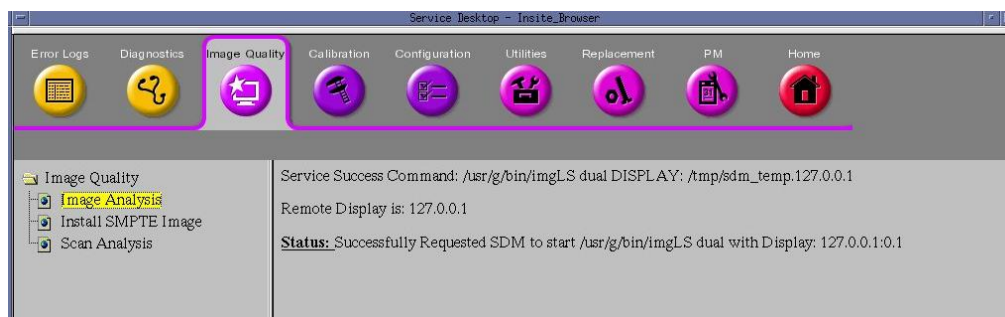 Service Desktop - Insite_Browser
Error Logs Diagnostics Image Quality Calibration Configuration Utilities Replacement PM Home
Image Quality
Image Analysis
Install SMPTE Image
Scan Analysis
Service Success Command: /usr/g/bin/imgLS dual DISPLAY: /tmp/sdm_temp.127.0.0.1
Remote Display is: 127.0.0.1
Status: Successfully Requested SDM to start /usr/g/bin/imgLS dual with Display: 127.0.0.1:0.1